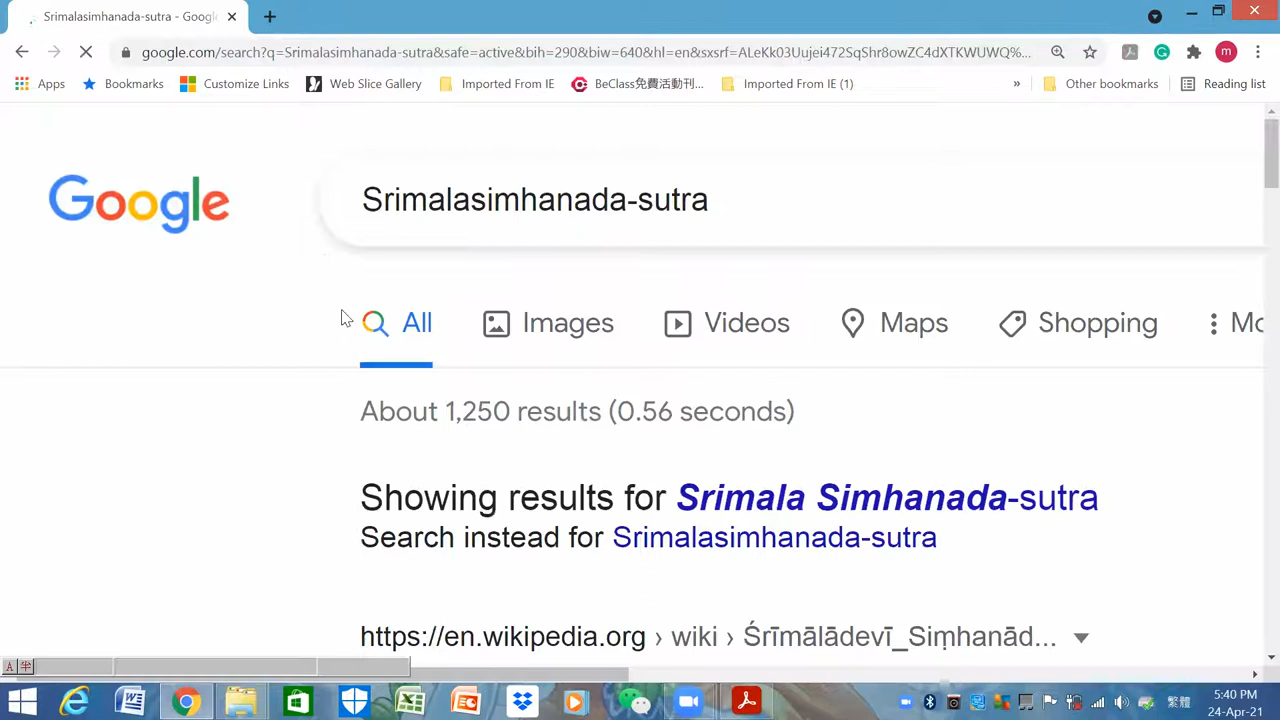 Srimalasimhanada-sutra - Google
google.com/search?q=Srimalasimhanada-sutra&safe=active&bih=290&biw=640&hl=en&sxsrf=ALeKk03Uujei472SqShr8owZC4dXTKWUWQ%...
m
Apps Bookmarks Customize Links Web Slice Gallery Imported From IE BeClass免費活動刊... Imported From IE (1) » Other bookmarks Reading list
Google
Srimalasimhanada-sutra
All Images Videos Maps Shopping Mo
About 1,250 results (0.56 seconds)
Showing results for Srimala Simhanada-sutra
Search instead for Srimalasimhanada-sutra
https://en.wikipedia.org › wiki › Śrīmālādevī_Siṃhanād...
A 半
繁體
5:40 PM
24-Apr-21